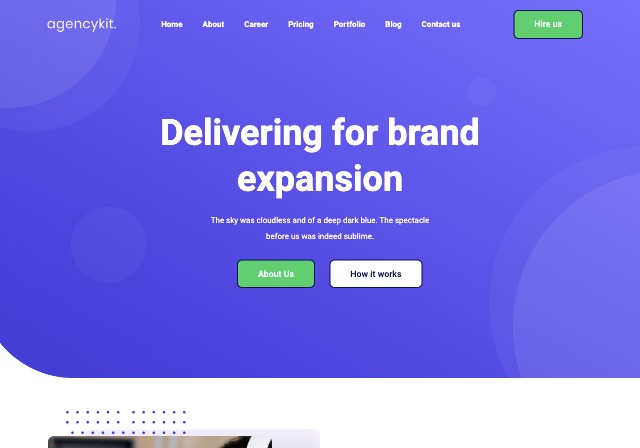 agencykit.
Home About Career Pricing Portfolio Blog Contact us
Hire us
Delivering for brand
expansion
The sky was cloudless and of a deep dark blue. The spectacle
before us was indeed sublime.
About Us
How it works